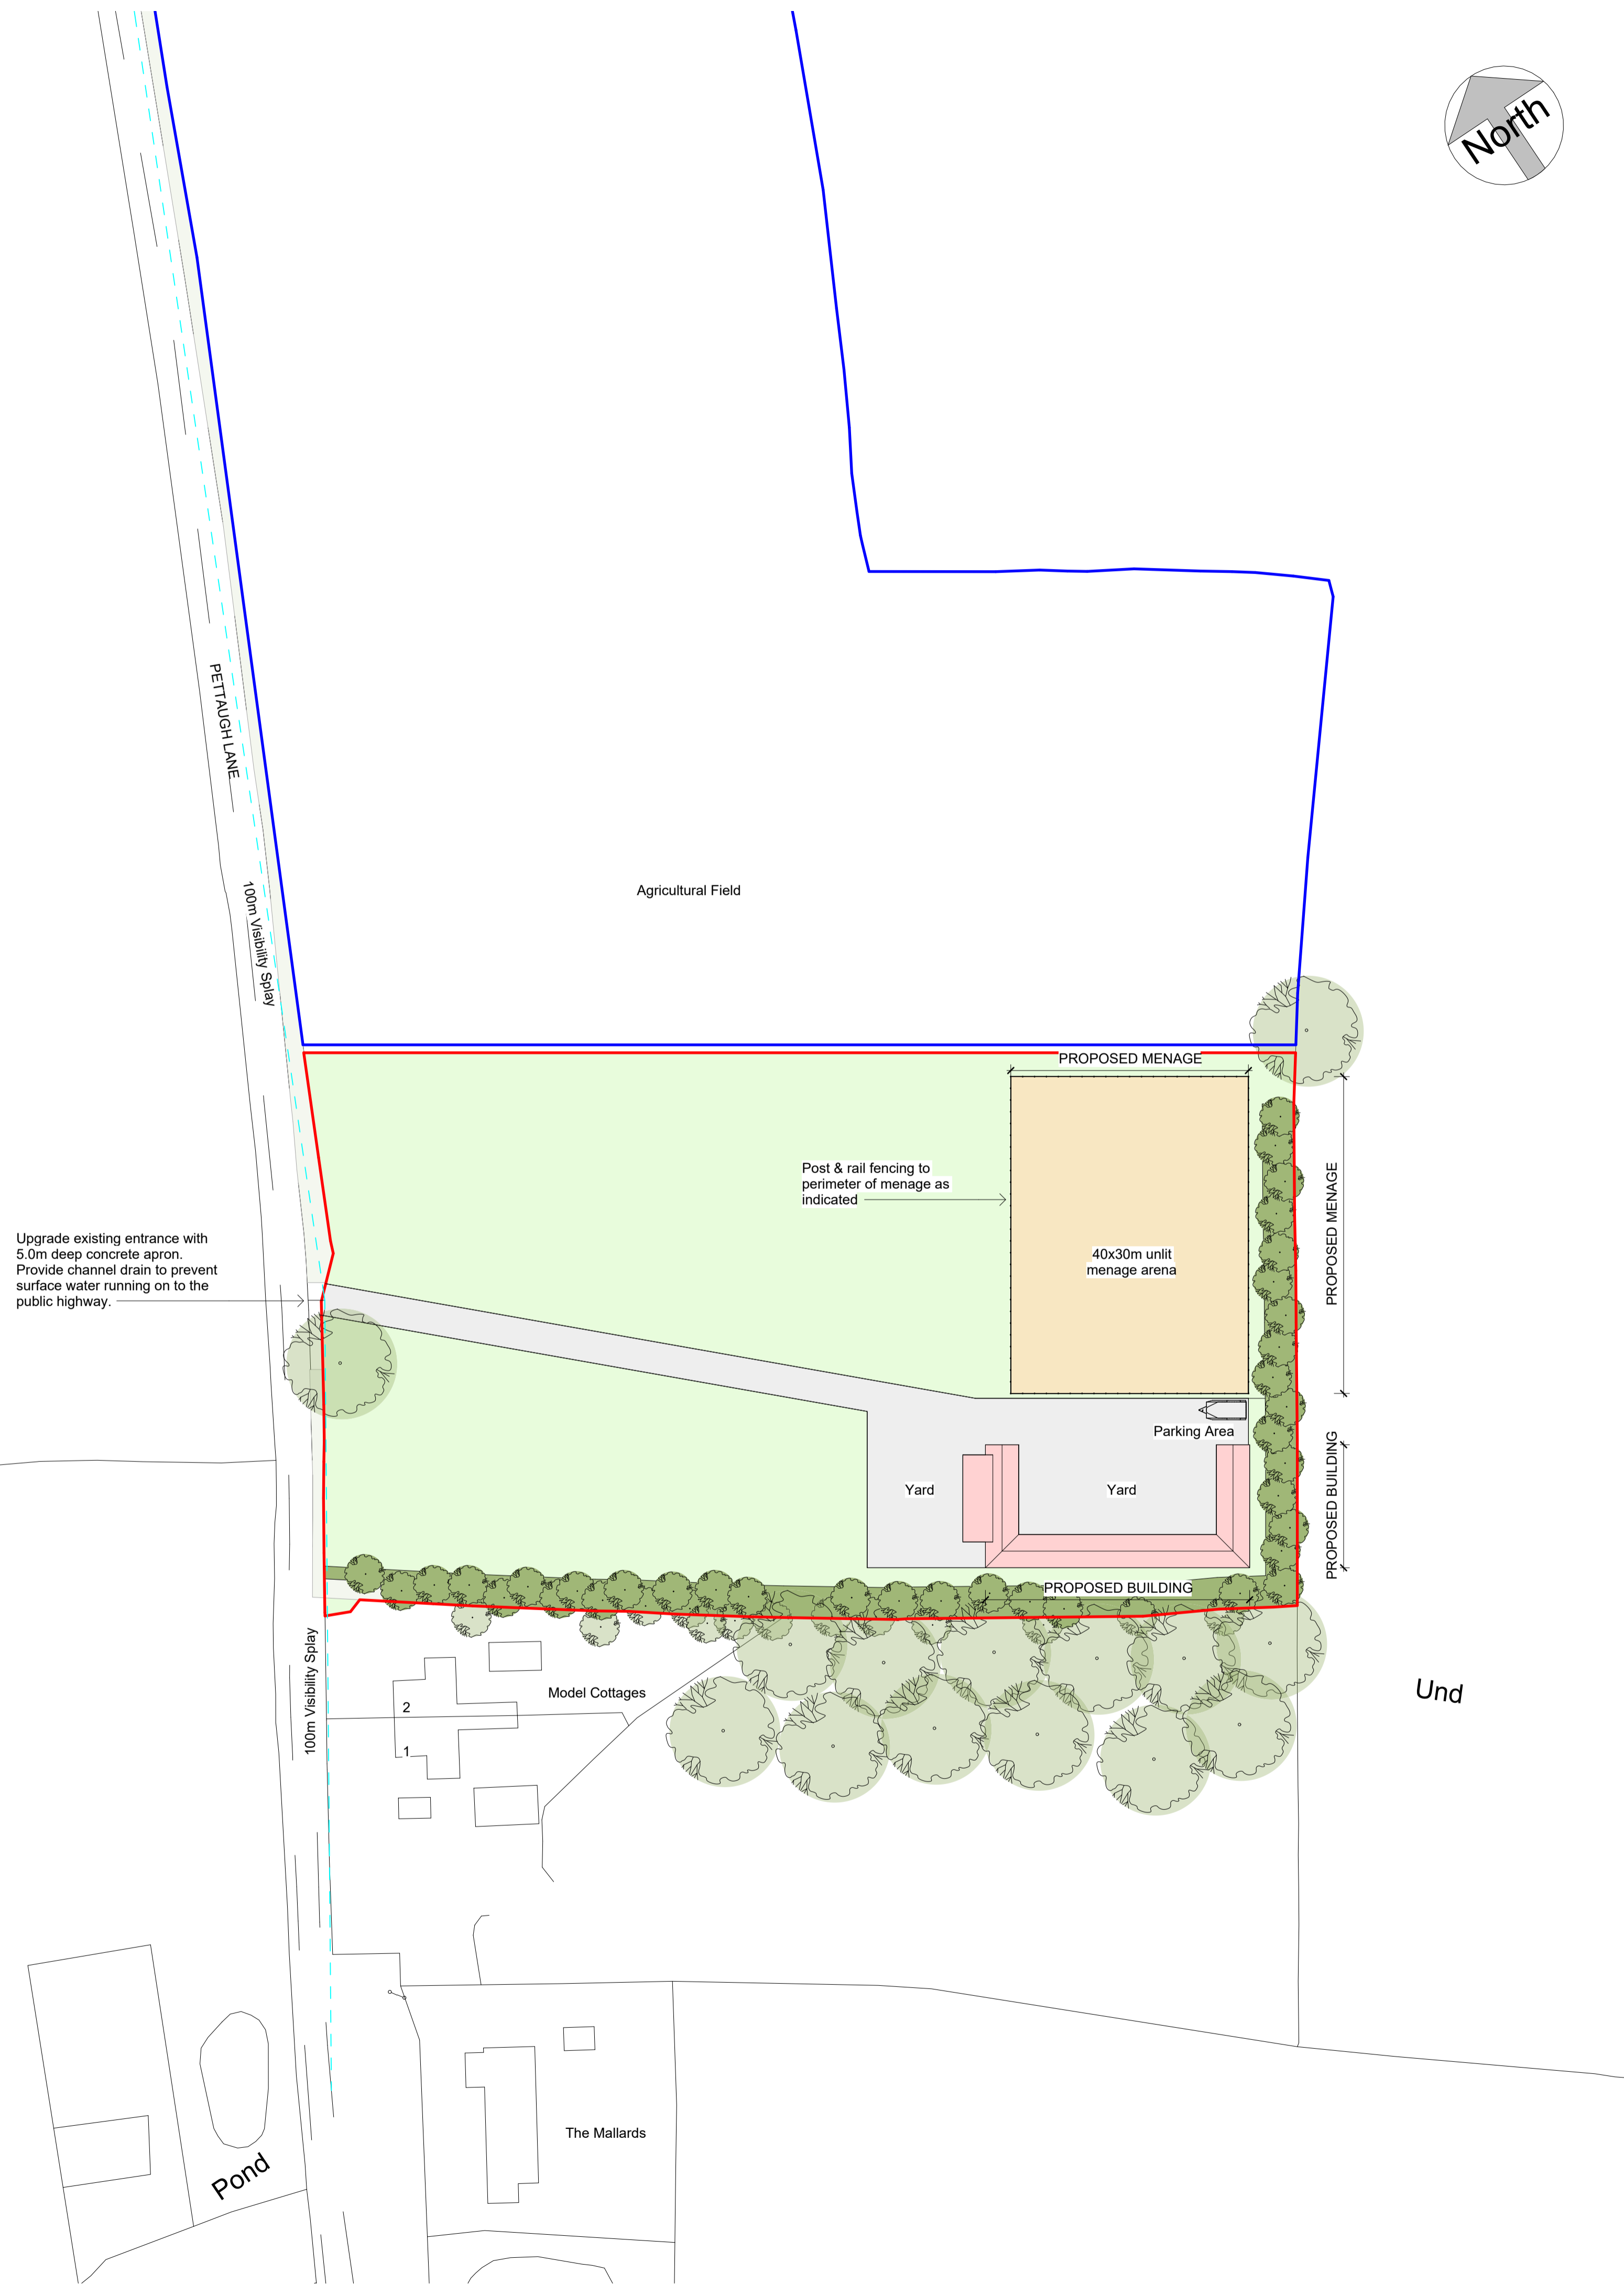 North
PETTAUGH LANE
100m Visibility Splay
Agricultural Field
PROPOSED MENAGE
Post & rail fencing to
perimeter of menage as
indicated
PROPOSED MENAGE
Upgrade existing entrance with
5.0m deep concrete apron.
Provide channel drain to prevent
surface water running on to the
public highway.
40x30m unlit
menage arena
Parking Area
Yard
Yard
PROPOSED BUILDING
PROPOSED BUILDING
100m Visibility Splay
Model Cottages
2
1
Und
The Mallards
Pond